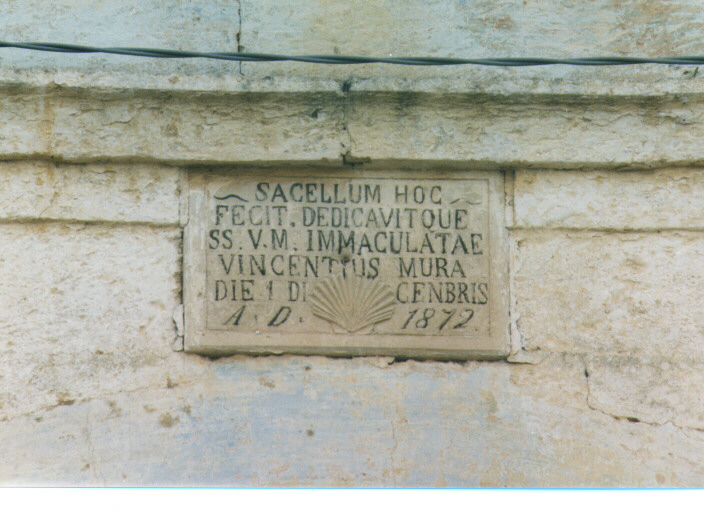 SACELLUM HOC
FECIT. DEDICAVITQUE
SS. V. M. IMMACULATAE
VINCENTIUS MURA
DIE 1 DI CENBRIS
A. D. 1872